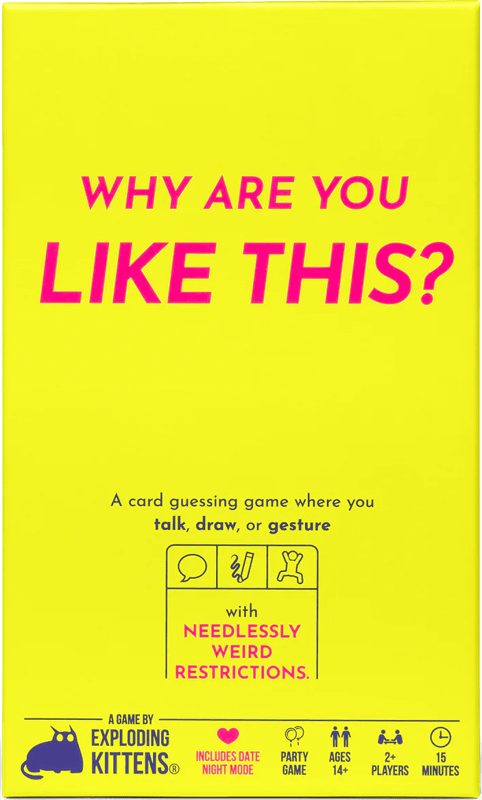 WHY ARE YOU
LIKE THIS?
A card guessing game where you
talk, draw, or gesture
with
NEEDLESSLY
WEIRD
RESTRICTIONS.
A GAME BY
EXPLODING
KITTENS®
INCLUDES DATE
NIGHT MODE
PARTY
GAME
AGES
14+
2+
PLAYERS
15
MINUTES